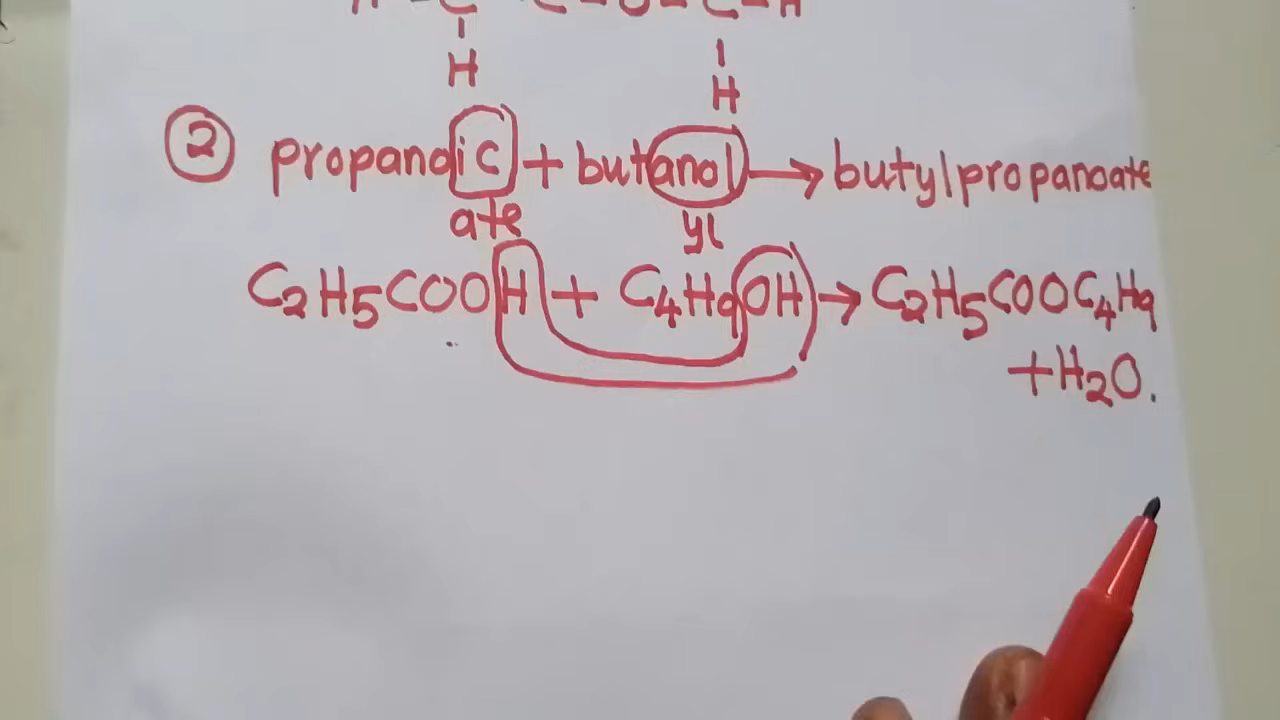 H - C - C - O - C - H
H
H
② propanoic + butanol → butylpropanoate
ate yl
C2H5COOH + C4H9OH → C2H5COOC4H9
+ H2O.